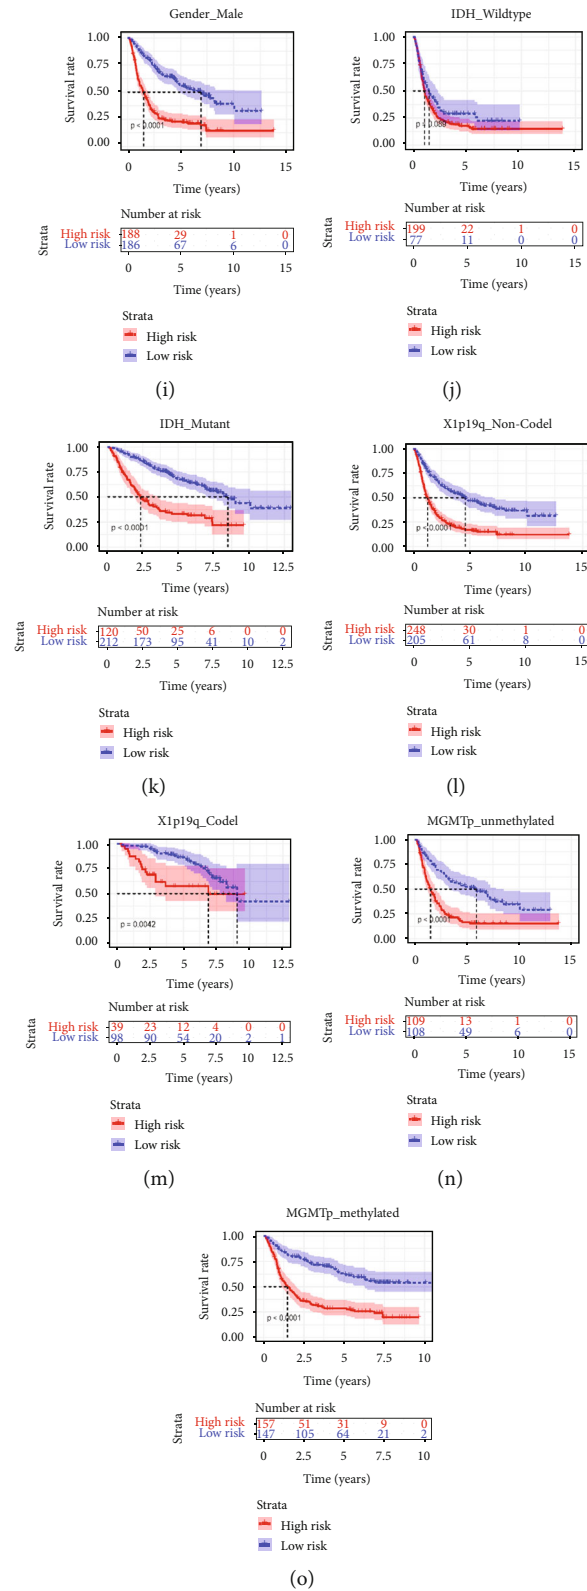 Gender_Male
1.00
0.75
0.50
0.25
0.00
Survival rate
p < 0.0001
0 5 10 15
Time (years)
Number at risk
Strata
High risk 188 29 1 0
Low risk 186 67 6 0
0 5 10 15
Time (years)
Strata
High risk
Low risk
(i)
IDH_Wildtype
1.00
0.75
0.50
0.25
0.00
Survival rate
0 5 10 15
Time (years)
Number at risk
Strata
High risk 199 22 1 0
Low risk 77 11 0 0
0 5 10 15
Time (years)
Strata
High risk
Low risk
(j)
IDH_Mutant
1.00
0.75
0.50
0.25
0.00
Survival rate
p < 0.0001
0 2.5 5 7.5 10 12.5
Time (years)
Number at risk
Strata
High risk 120 50 25 6 0 0
Low risk 212 173 95 41 10 2
0 2.5 5 7.5 10 12.5
Time (years)
Strata
High risk
Low risk
(k)
X1p19q_Non-Codel
1.00
0.75
0.50
0.25
0.00
Survival rate
p < 0.0001
0 5 10 15
Time (years)
Number at risk
Strata
High risk 248 30 1 0
Low risk 205 61 8 0
0 5 10 15
Time (years)
Strata
High risk
Low risk
(l)
X1p19q_Codel
1.00
0.75
0.50
0.25
0.00
Survival rate
p = 0.0042
0 2.5 5 7.5 10 12.5
Time (years)
Number at risk
Strata
High risk 39 23 12 4 0 0
Low risk 98 90 54 20 2 1
0 2.5 5 7.5 10 12.5
Time (years)
Strata
High risk
Low risk
(m)
MGMTp_unmethylated
1.00
0.75
0.50
0.25
0.00
Survival rate
p < 0.0001
0 5 10 15
Time (years)
Number at risk
Strata
High risk 109 13 1 0
Low risk 108 49 6 0
0 5 10 15
Time (years)
Strata
High risk
Low risk
(n)
MGMTp_methylated
1.00
0.75
0.50
0.25
0.00
Survival rate
p < 0.0001
0 2.5 5 7.5 10
Time (years)
Number at risk
Strata
High risk 157 51 31 9 0
Low risk 147 105 64 21 2
0 2.5 5 7.5 10
Time (years)
Strata
High risk
Low risk
(o)